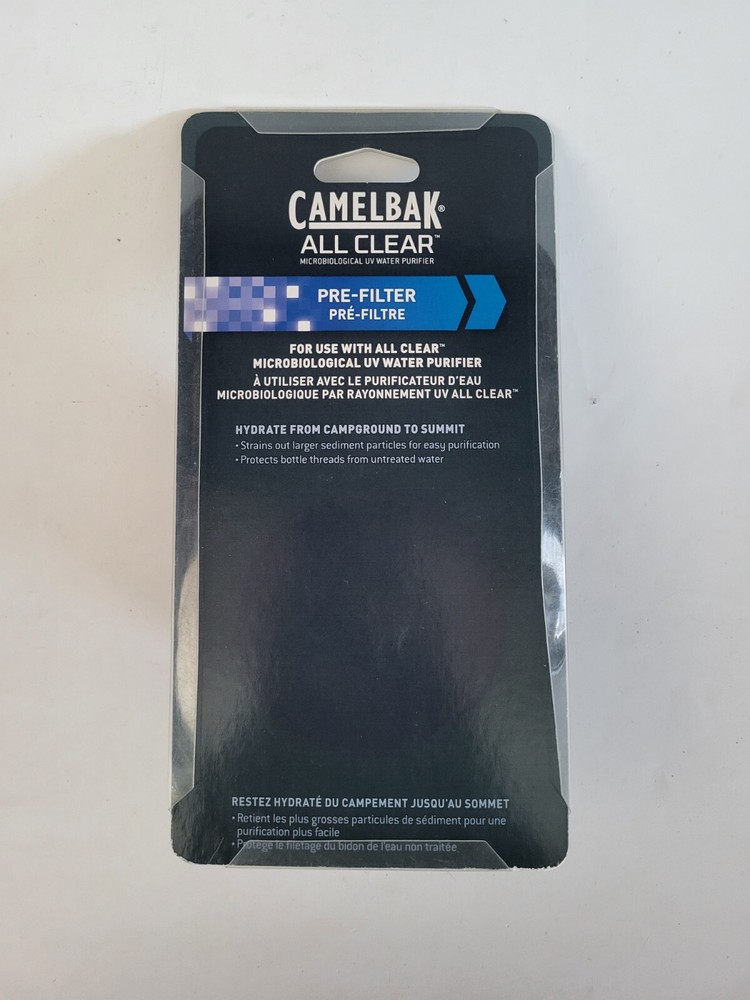 CAMELBAK®
ALL CLEAR™
MICROBIOLOGICAL UV WATER PURIFIER
PRE-FILTER
PRÉ-FILTRE
FOR USE WITH ALL CLEAR™
MICROBIOLOGICAL UV WATER PURIFIER
À UTILISER AVEC LE PURIFICATEUR D'EAU
MICROBIOLOGIQUE PAR RAYONNEMENT UV ALL CLEAR™
HYDRATE FROM CAMPGROUND TO SUMMIT
• Strains out larger sediment particles for easy purification
• Protects bottle threads from untreated water
RESTEZ HYDRATÉ DU CAMPEMENT JUSQU'AU SOMMET
• Retient les plus grosses particules de sédiment pour une
purification plus facile
• Protège le filetage du bidon de l'eau non traitée